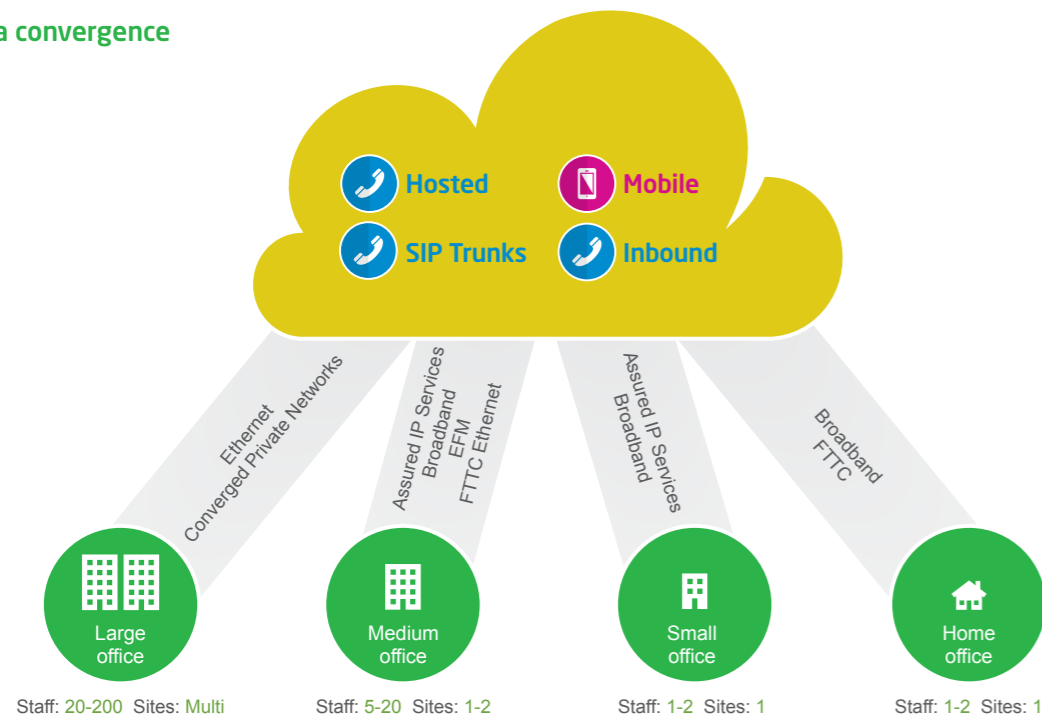 a convergence
Hosted
Mobile
SIP Trunks
Inbound
Ethernet
Converged Private Networks
Assured IP Services
Broadband
EFM
FTTC Ethernet
Assured IP Services
Broadband
Broadband
FTTC
Large
office
Medium
office
Small
office
Home
office
Staff: 20-200 Sites: Multi
Staff: 5-20 Sites: 1-2
Staff: 1-2 Sites: 1
Staff: 1-2 Sites: 1